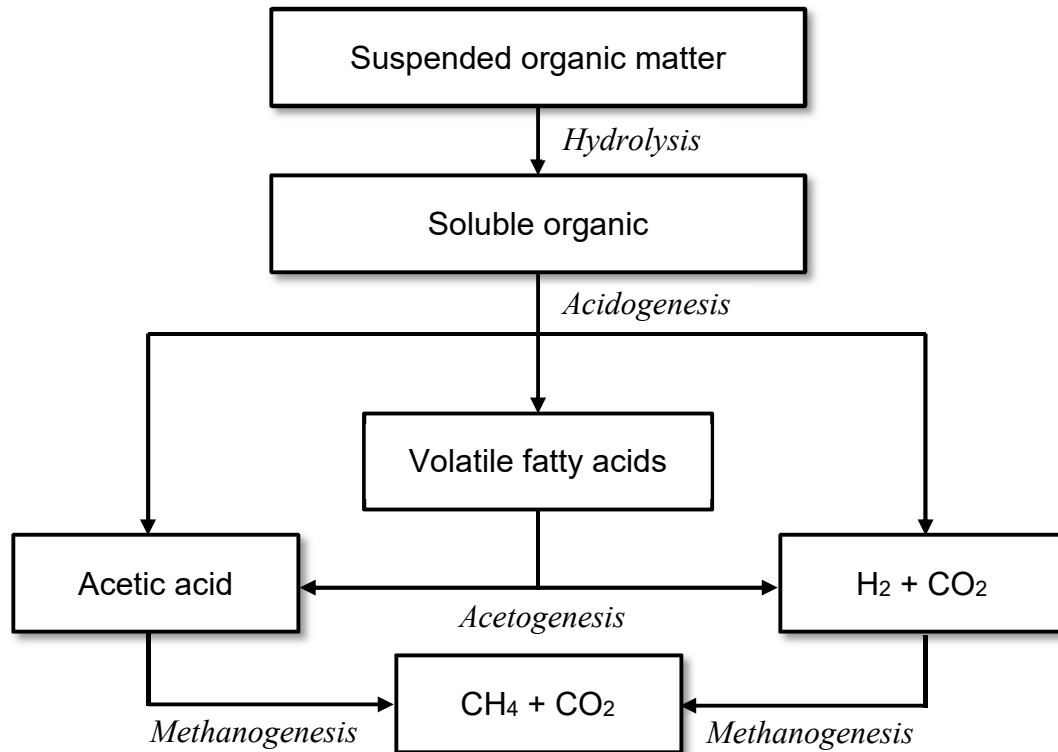 Suspended organic matter
Hydrolysis
Soluble organic
Acidogenesis
Volatile fatty acids
Acetic acid
H₂ + CO₂
Acetogenesis
CH₄ + CO₂
Methanogenesis
Methanogenesis